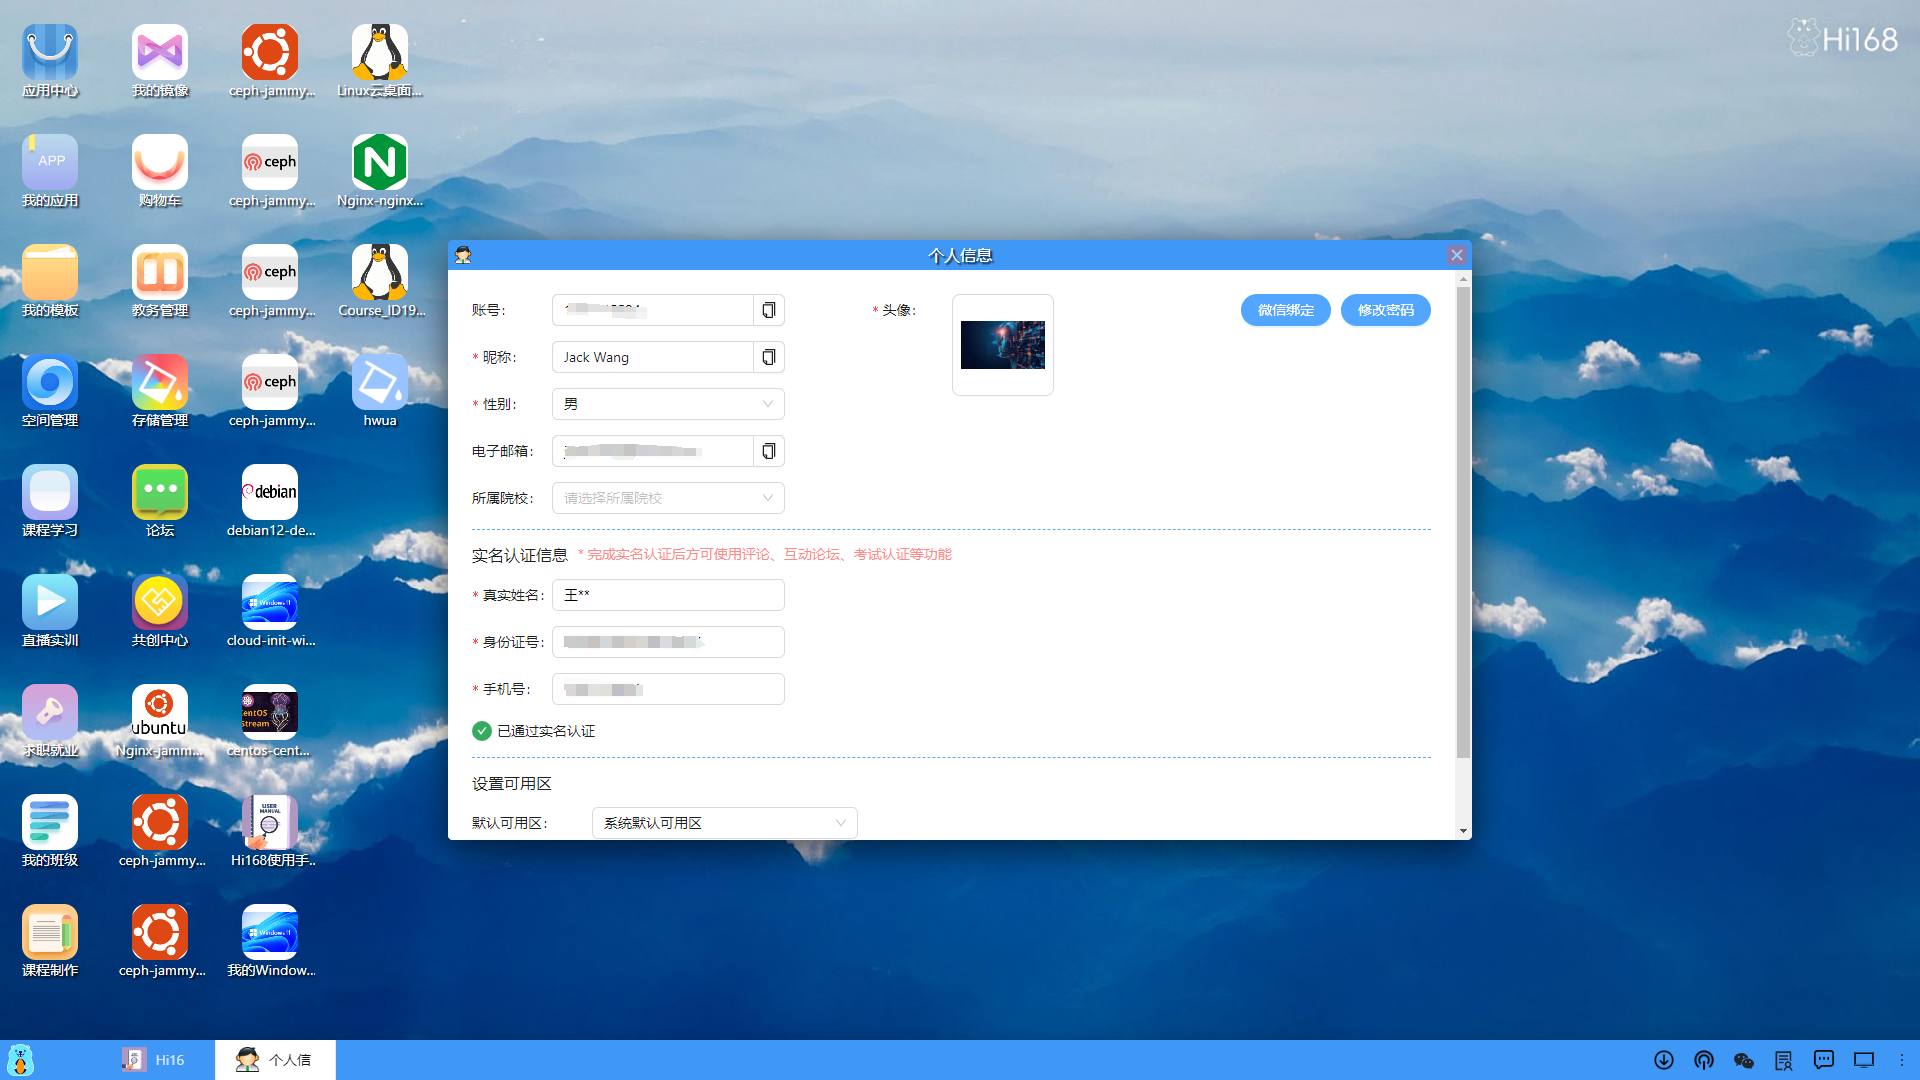 Hi168
应用中心
我的镜像
ceph-jammy...
Linux云桌面...
APP
ceph
N
我的应用
购物车
ceph-jammy...
Nginx-nginx...
ceph
我的模板
教务管理
ceph-jammy...
Course_ID19...
ceph
空间管理
存储管理
ceph-jammy...
hwua
debian
课程学习
论坛
debian12-de...
Windows 11
直播实训
共创中心
cloud-init-wi...
ubuntu
CentOS
Stream
求职就业
Nginx-jamm...
centos-cent...
USER
MANUAL
我的班级
ceph-jammy...
Hi168使用手..
Windows 11
课程制作
ceph-jammy...
我的Window...
个人信息
账号:
* 头像:
微信绑定
修改密码
* 昵称:
Jack Wang
* 性别:
男
电子邮箱:
所属院校:
请选择所属院校
实名认证信息 * 完成实名认证后方可使用评论、互动论坛、考试认证等功能
* 真实姓名:
王**
* 身份证号:
* 手机号:
已通过实名认证
设置可用区
默认可用区:
系统默认可用区
Hi16
个人信